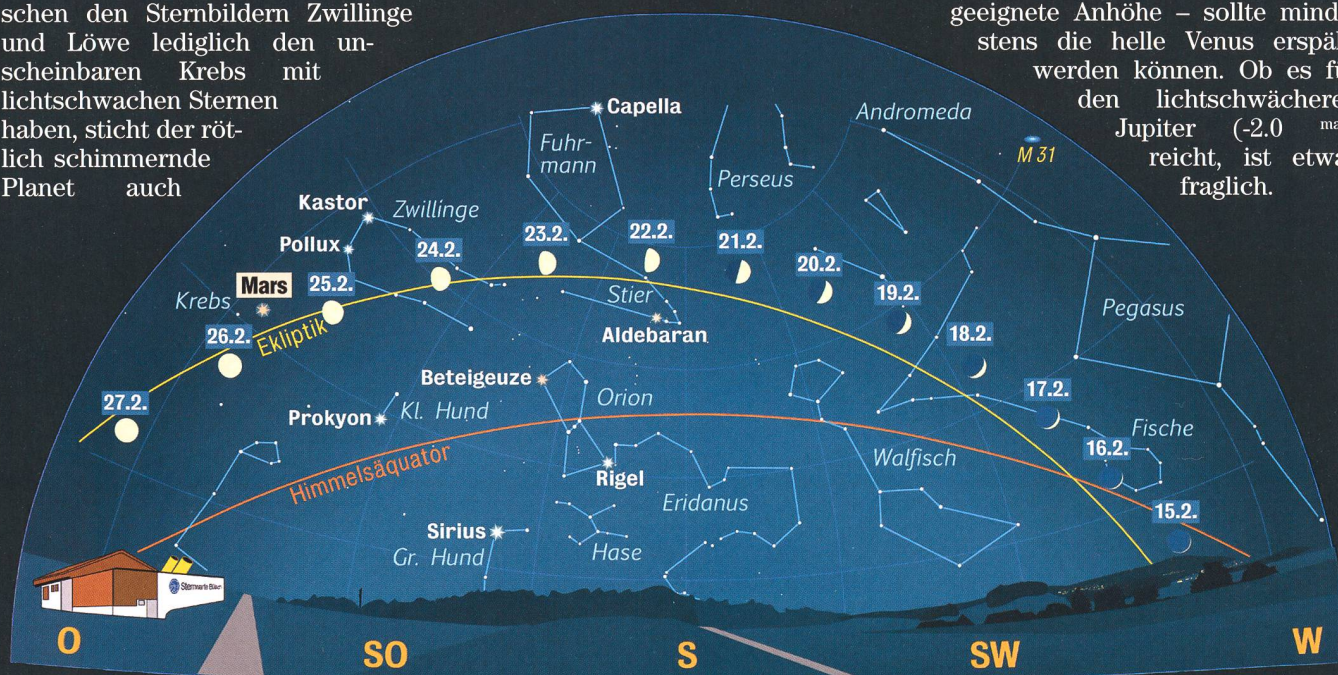 schen den Sternbildern Zwillinge
und Löwe lediglich den un-
scheinbaren Krebs mit
lichtschwachen Sternen
haben, sticht der röt-
lich schimmernde
Planet auch
geeignete Anhöhe – sollte mind
stens die helle Venus erspä
werden können. Ob es f
den lichtschwächere
Jupiter (-2.0 mag
reicht, ist etwa
fraglich.
Capella
Fuhr-
mann
Perseus
Andromeda
M 31
Kastor
Zwillinge
Pollux
24.2.
23.2.
22.2.
21.2.
20.2.
19.2.
18.2.
17.2.
16.2.
15.2.
Mars
25.2.
Krebs
26.2.
Ekliptik
27.2.
Stier
Aldebaran
Pegasus
Beteigeuze
Orion
Prokyon
Kl. Hund
Fische
Himmelsäquator
Rigel
Walfisch
Eridanus
Sirius
Gr. Hund
Hase
Sternwarte Bülach
O
SO
S
SW
W